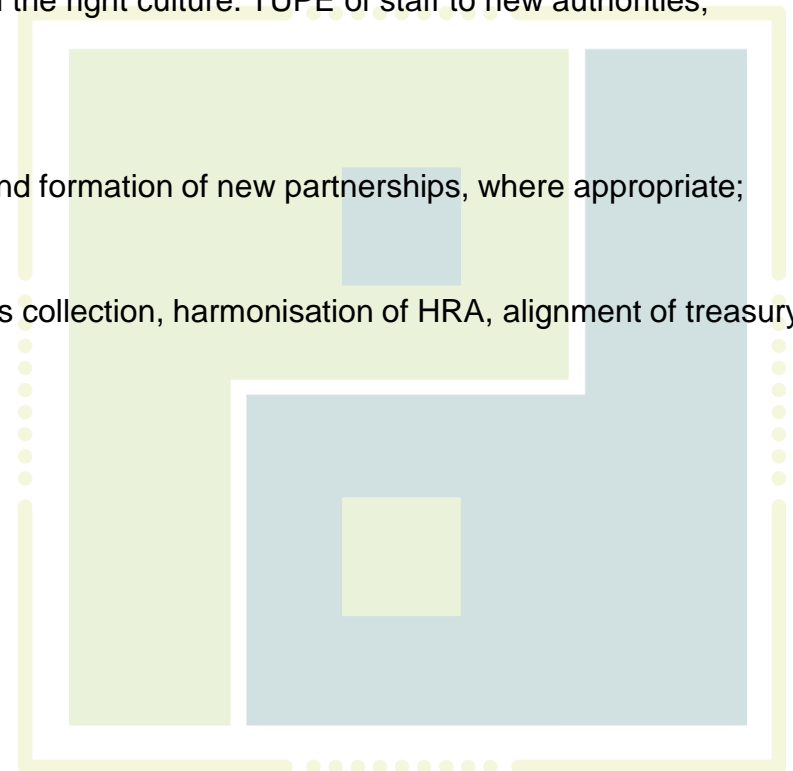 the right culture. TUPE of staff to new authorities;
nd formation of new partnerships, where appropriate;
s collection, harmonisation of HRA, alignment of treasury